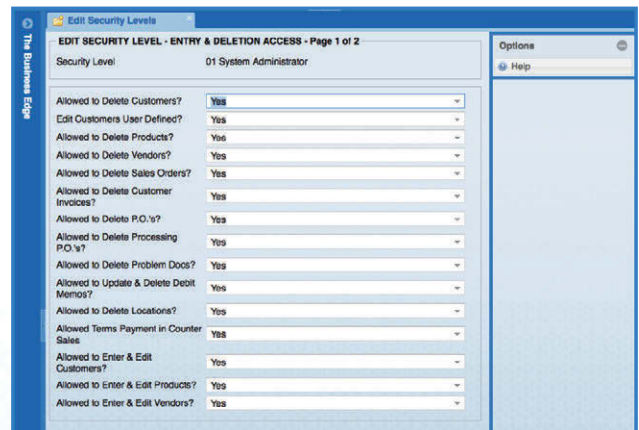 The Business Edge
Edit Security Levels
EDIT SECURITY LEVEL - ENTRY & DELETION ACCESS - Page 1 of 2
Security Level 01 System Administrator
Allowed to Delete Customers? Yes
Edit Customers User Defined? Yes
Allowed to Delete Products? Yes
Allowed to Delete Vendors? Yes
Allowed to Delete Sales Orders? Yes
Allowed to Delete Customer
Invoices? Yes
Allowed to Delete P.O.'s? Yes
Allowed to Delete Processing
P.O.'s? Yes
Allowed to Delete Problem Docs? Yes
Allowed to Update & Delete Debit
Memos? Yes
Allowed to Delete Locations? Yes
Allowed Terms Payment in Counter
Sales Yes
Allowed to Enter & Edit
Customers? Yes
Allowed to Enter & Edit Products? Yes
Allowed to Enter & Edit Vendors? Yes
Options
Help